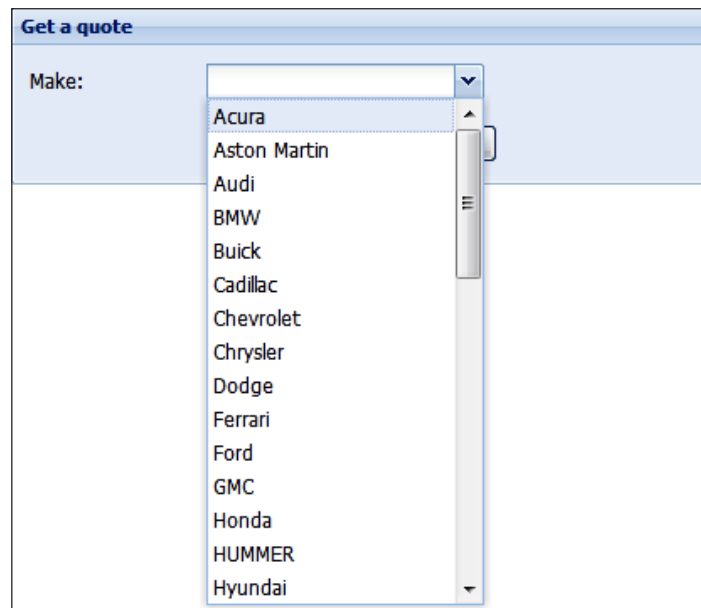 Get a quote
Make:
Acura
Aston Martin
Audi
BMW
Buick
Cadillac
Chevrolet
Chrysler
Dodge
Ferrari
Ford
GMC
Honda
HUMMER
Hyundai